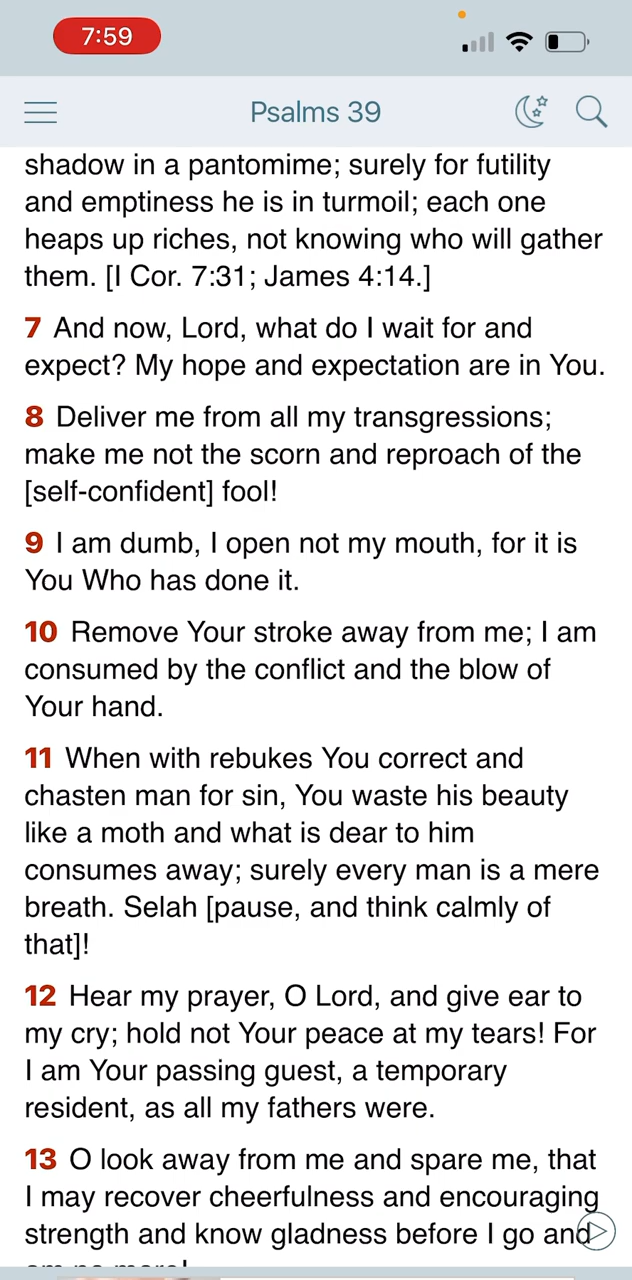 7:59
Psalms 39
shadow in a pantomime; surely for futility
and emptiness he is in turmoil; each one
heaps up riches, not knowing who will gather
them. [I Cor. 7:31; James 4:14.]
7 And now, Lord, what do I wait for and
expect? My hope and expectation are in You.
8 Deliver me from all my transgressions;
make me not the scorn and reproach of the
[self-confident] fool!
9 I am dumb, I open not my mouth, for it is
You Who has done it.
10 Remove Your stroke away from me; I am
consumed by the conflict and the blow of
Your hand.
11 When with rebukes You correct and
chasten man for sin, You waste his beauty
like a moth and what is dear to him
consumes away; surely every man is a mere
breath. Selah [pause, and think calmly of
that]!
12 Hear my prayer, O Lord, and give ear to
my cry; hold not Your peace at my tears! For
I am Your passing guest, a temporary
resident, as all my fathers were.
13 O look away from me and spare me, that
I may recover cheerfulness and encouraging
strength and know gladness before I go and